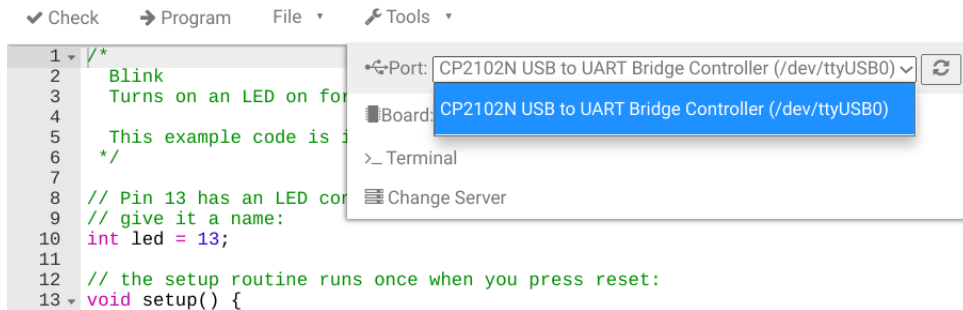 Check Program File Tools
1 /*
2 Blink
3 Turns on an LED on for
4
5 This example code is i
6 */
7
8 // Pin 13 has an LED con
9 // give it a name:
10 int led = 13;
11
12 // the setup routine runs once when you press reset:
13 void setup() {
Port: CP2102N USB to UART Bridge Controller (/dev/ttyUSB0)
CP2102N USB to UART Bridge Controller (/dev/ttyUSB0)
Board:
>_ Terminal
Change Server